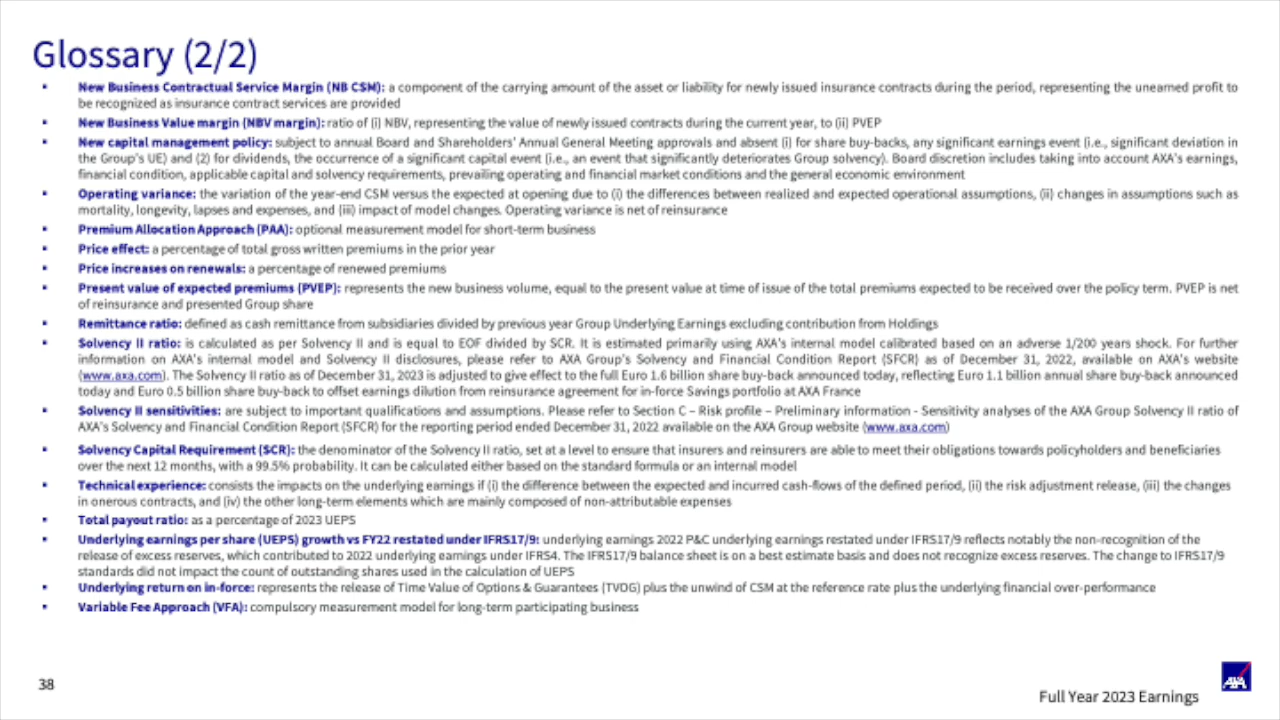 Glossary (2/2)
▪ New Business Contractual Service Margin (NB CSM): a component of the carrying amount of the asset or liability for newly issued insurance contracts during the period, representing the unearned profit to
be recognized as insurance contract services are provided
▪ New Business Value margin (NBV margin): ratio of (i) NBV, representing the value of newly issued contracts during the current year, to (ii) PVEP
▪ New capital management policy: subject to annual Board and Shareholders' Annual General Meeting approvals and absent (i) for share buy-backs, any significant earnings event (i.e., significant deviation in
the Group's UE) and (2) for dividends, the occurrence of a significant capital event (i.e., an event that significantly deteriorates Group solvency). Board discretion includes taking into account AXA's earnings,
financial condition, applicable capital and solvency requirements, prevailing operating and financial market conditions and the general economic environment
▪ Operating variance: the variation of the year-end CSM versus the expected at opening due to (i) the differences between realized and expected operational assumptions, (ii) changes in assumptions such as
mortality, longevity, lapses and expenses, and (iii) impact of model changes. Operating variance is net of reinsurance
▪ Premium Allocation Approach (PAA): optional measurement model for short-term business
▪ Price effect: a percentage of total gross written premiums in the prior year
▪ Price increases on renewals: a percentage of renewed premiums
▪ Present value of expected premiums (PVEP): represents the new business volume, equal to the present value at time of issue of the total premiums expected to be received over the policy term. PVEP is net
of reinsurance and presented Group share
▪ Remittance ratio: defined as cash remittance from subsidiaries divided by previous year Group Underlying Earnings excluding contribution from Holdings
▪ Solvency II ratio: is calculated as per Solvency II and is equal to EOF divided by SCR. It is estimated primarily using AXA's internal model calibrated based on an adverse 1/200 years shock. For further
information on AXA's internal model and Solvency II disclosures, please refer to AXA Group's Solvency and Financial Condition Report (SFCR) as of December 31, 2022, available on AXA's website
(www.axa.com). The Solvency II ratio as of December 31, 2023 is adjusted to give effect to the full Euro 1.6 billion share buy-back announced today, reflecting Euro 1.1 billion annual share buy-back announced
today and Euro 0.5 billion share buy-back to offset earnings dilution from reinsurance agreement for in-force Savings portfolio at AXA France
▪ Solvency II sensitivities: are subject to important qualifications and assumptions. Please refer to Section C – Risk profile – Preliminary information - Sensitivity analyses of the AXA Group Solvency II ratio of
AXA's Solvency and Financial Condition Report (SFCR) for the reporting period ended December 31, 2022 available on the AXA Group website (www.axa.com)
▪ Solvency Capital Requirement (SCR): the denominator of the Solvency II ratio, set at a level to ensure that insurers and reinsurers are able to meet their obligations towards policyholders and beneficiaries
over the next 12 months, with a 99.5% probability. It can be calculated either based on the standard formula or an internal model
▪ Technical experience: consists the impacts on the underlying earnings if (i) the difference between the expected and incurred cash-flows of the defined period, (ii) the risk adjustment release, (iii) the changes
in onerous contracts, and (iv) the other long-term elements which are mainly composed of non-attributable expenses
▪ Total payout ratio: as a percentage of 2023 UEPS
▪ Underlying earnings per share (UEPS) growth vs FY22 restated under IFRS17/9: underlying earnings 2022 P&C underlying earnings restated under IFRS17/9 reflects notably the non-recognition of the
release of excess reserves, which contributed to 2022 underlying earnings under IFRS4. The IFRS17/9 balance sheet is on a best estimate basis and does not recognize excess reserves. The change to IFRS17/9
standards did not impact the count of outstanding shares used in the calculation of UEPS
▪ Underlying return on in-force: represents the release of Time Value of Options & Guarantees (TVOG) plus the unwind of CSM at the reference rate plus the underlying financial over-performance
▪ Variable Fee Approach (VFA): compulsory measurement model for long-term participating business
38
Full Year 2023 Earnings
AXA